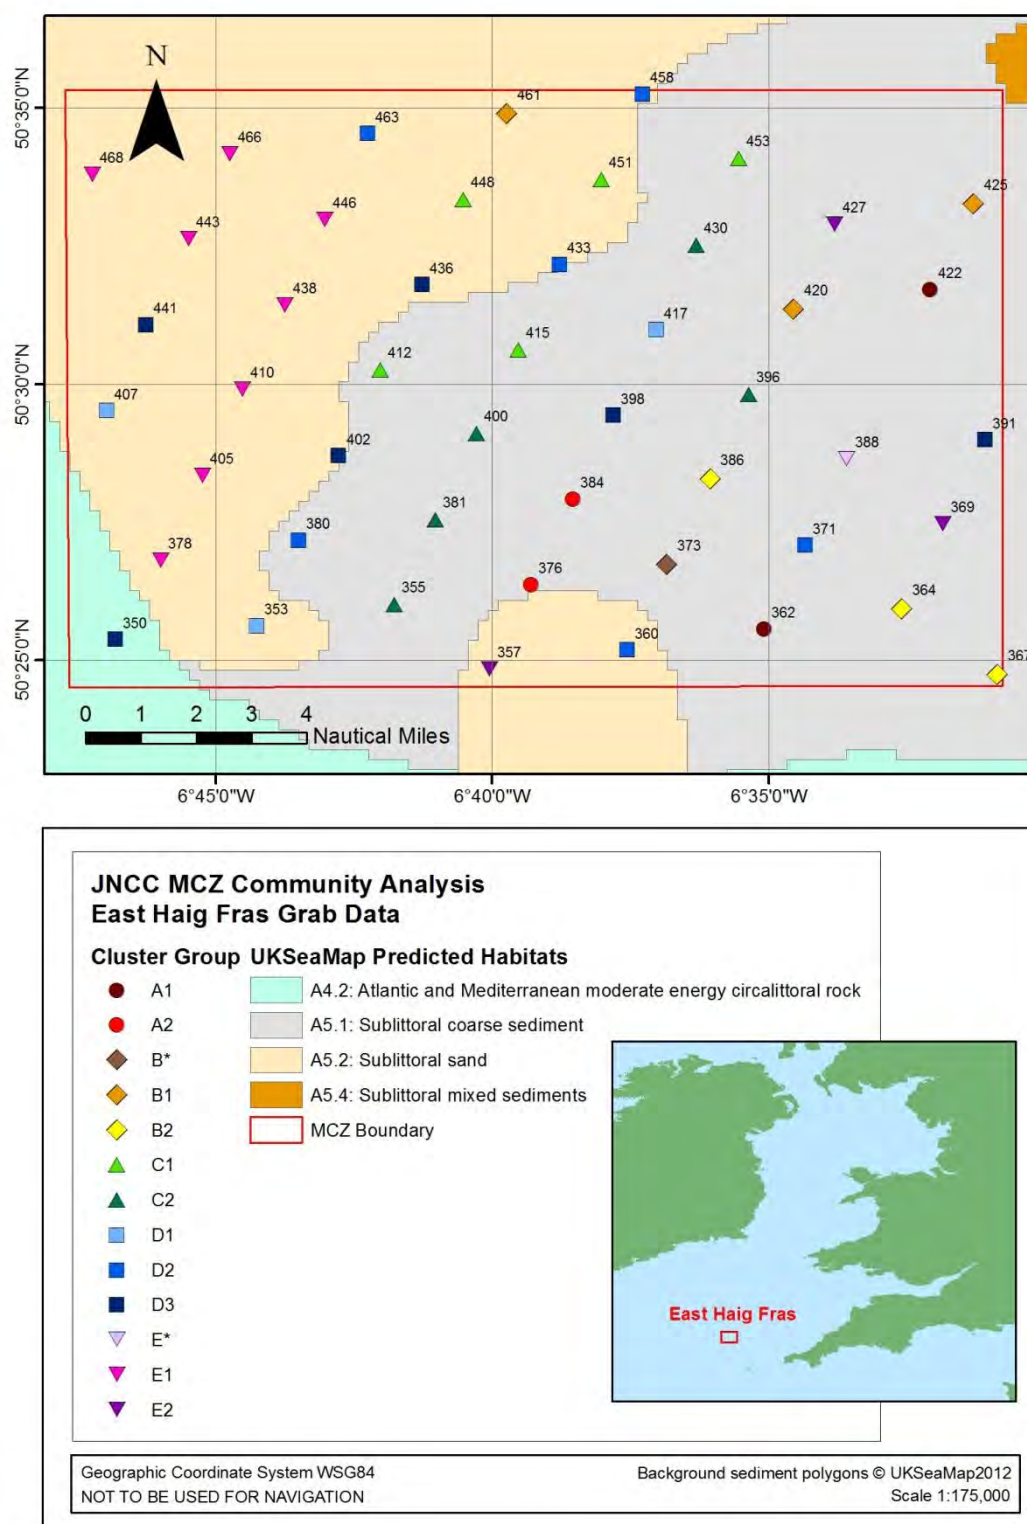 N
50°35'0"N
50°30'0"N
50°25'0"N
461
458
463
466
468
451
453
448
446
425
443
427
430
433
436
422
438
420
441
417
415
412
410
396
407
400
398
391
402
388
405
386
384
381
380
369
371
378
373
376
364
355
353
362
350
360
357
367
0 1 2 3 4
Nautical Miles
6°45'0"W 6°40'0"W 6°35'0"W
JNCC MCZ Community Analysis
East Haig Fras Grab Data
Cluster Group UKSeaMap Predicted Habitats
A1 A4.2: Atlantic and Mediterranean moderate energy circalittoral rock
A2 A5.1: Sublittoral coarse sediment
B* A5.2: Sublittoral sand
B1 A5.4: Sublittoral mixed sediments
B2 MCZ Boundary
C1
C2
D1
D2
D3
E*
E1
E2
East Haig Fras
Geographic Coordinate System WSG84 Background sediment polygons © UKSeaMap2012
NOT TO BE USED FOR NAVIGATION Scale 1:175,000